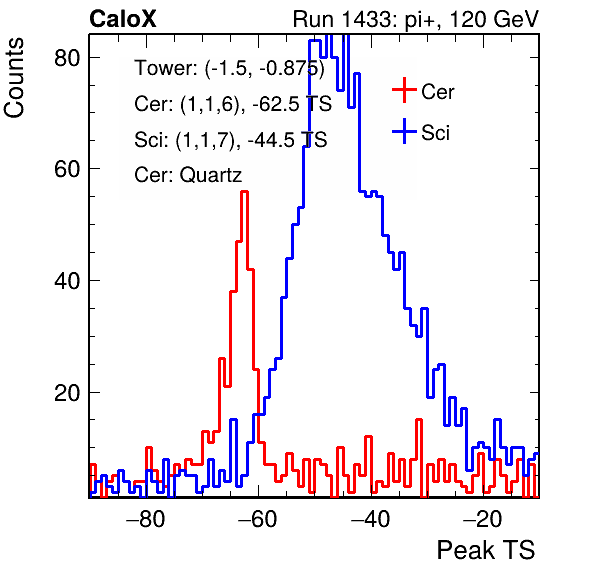 CaloX Run 1433: pi+, 120 GeV
Counts
80
60
40
20
Tower: (-1.5, -0.875)
Cer: (1,1,6), -62.5 TS
Sci: (1,1,7), -44.5 TS
Cer: Quartz
Cer
Sci
−80 −60 −40 −20
Peak TS